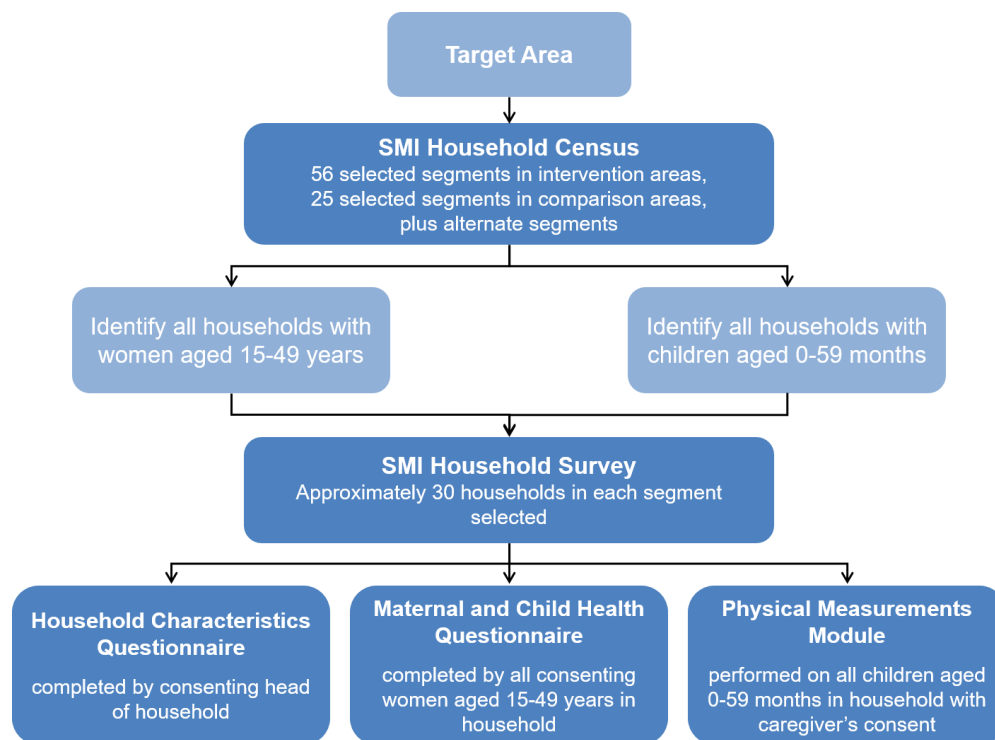 Target Area
SMI Household Census
56 selected segments in intervention areas,
25 selected segments in comparison areas,
plus alternate segments
Identify all households with
women aged 15-49 years
Identify all households with
children aged 0-59 months
SMI Household Survey
Approximately 30 households in each segment
selected
Household Characteristics
Questionnaire
completed by consenting head
of household
Maternal and Child Health
Questionnaire
completed by all consenting
women aged 15-49 years in
household
Physical Measurements
Module
performed on all children aged
0-59 months in household with
caregiver’s consent